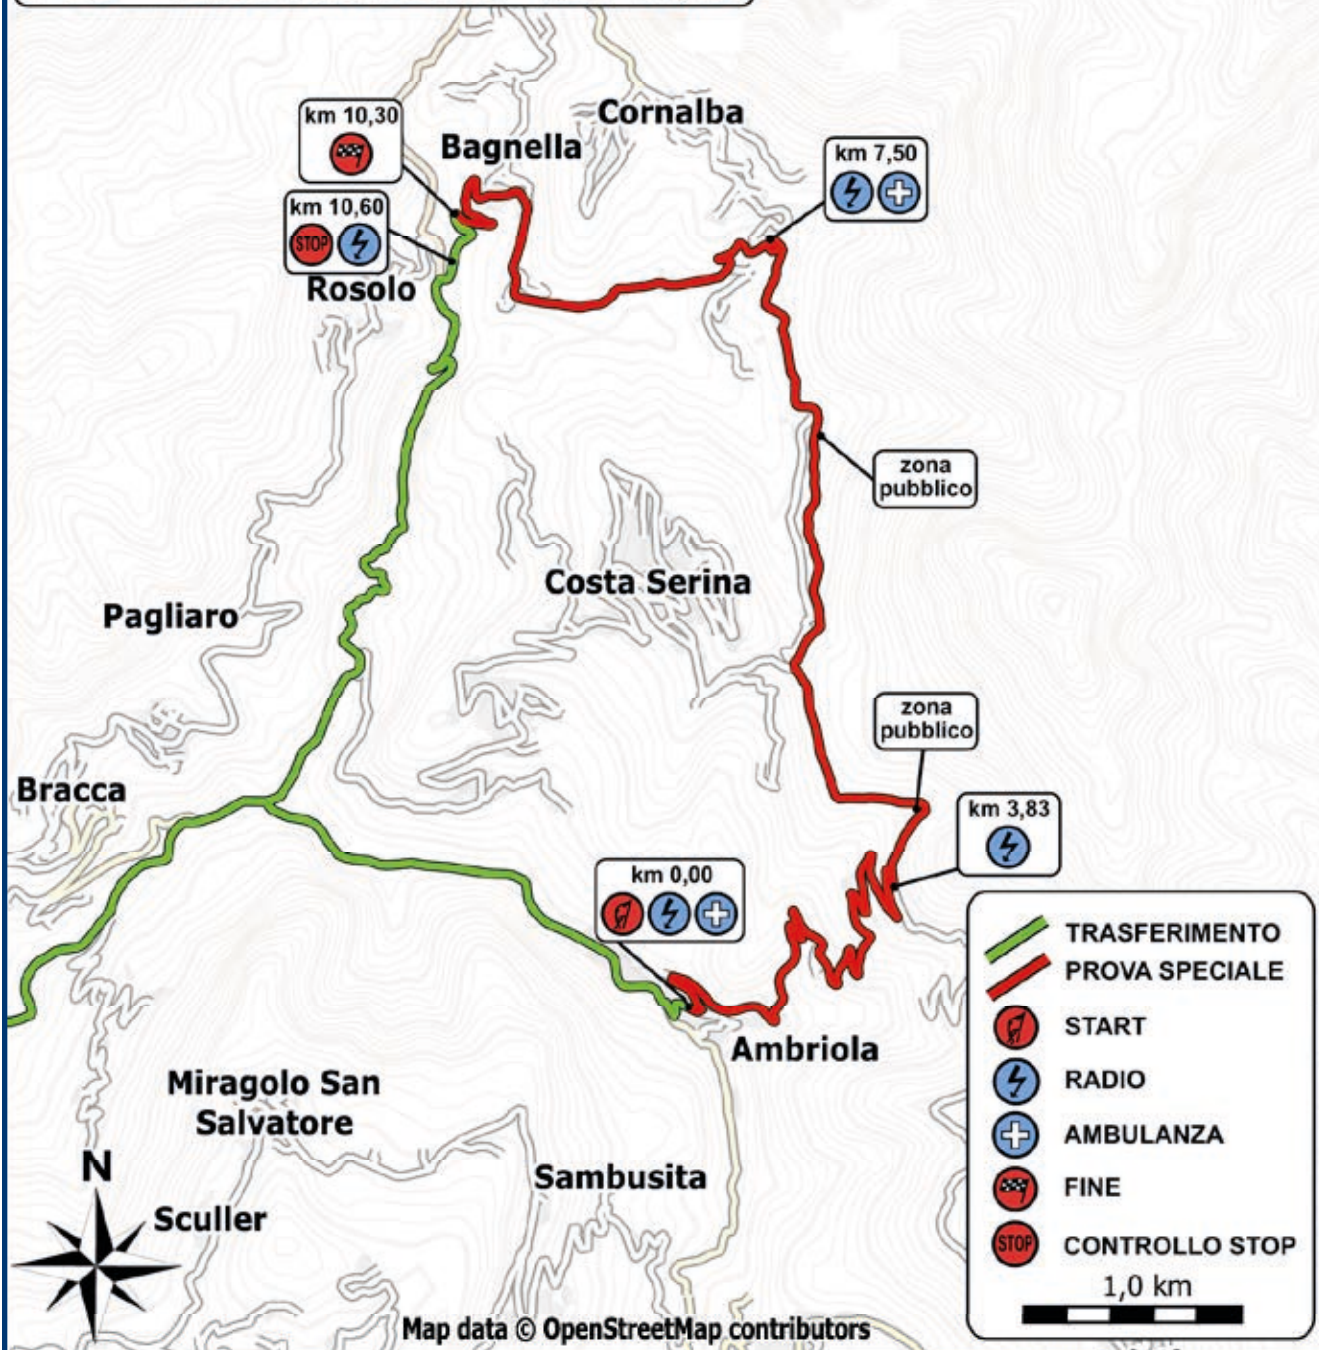 Cornalba
km 10,30
Bagnella
km 7,50
km 10,60
STOP
Rosolo
zona
pubblico
Costa Serina
Pagliaro
zona
pubblico
Bracca
km 3,83
km 0,00
TRASFERIMENTO
PROVA SPECIALE
START
RADIO
AMBULANZA
FINE
STOP
CONTROLLO STOP
1,0 km
Ambriola
Miragolo San
Salvatore
N
Sambusita
Sculler
Map data © OpenStreetMap contributors